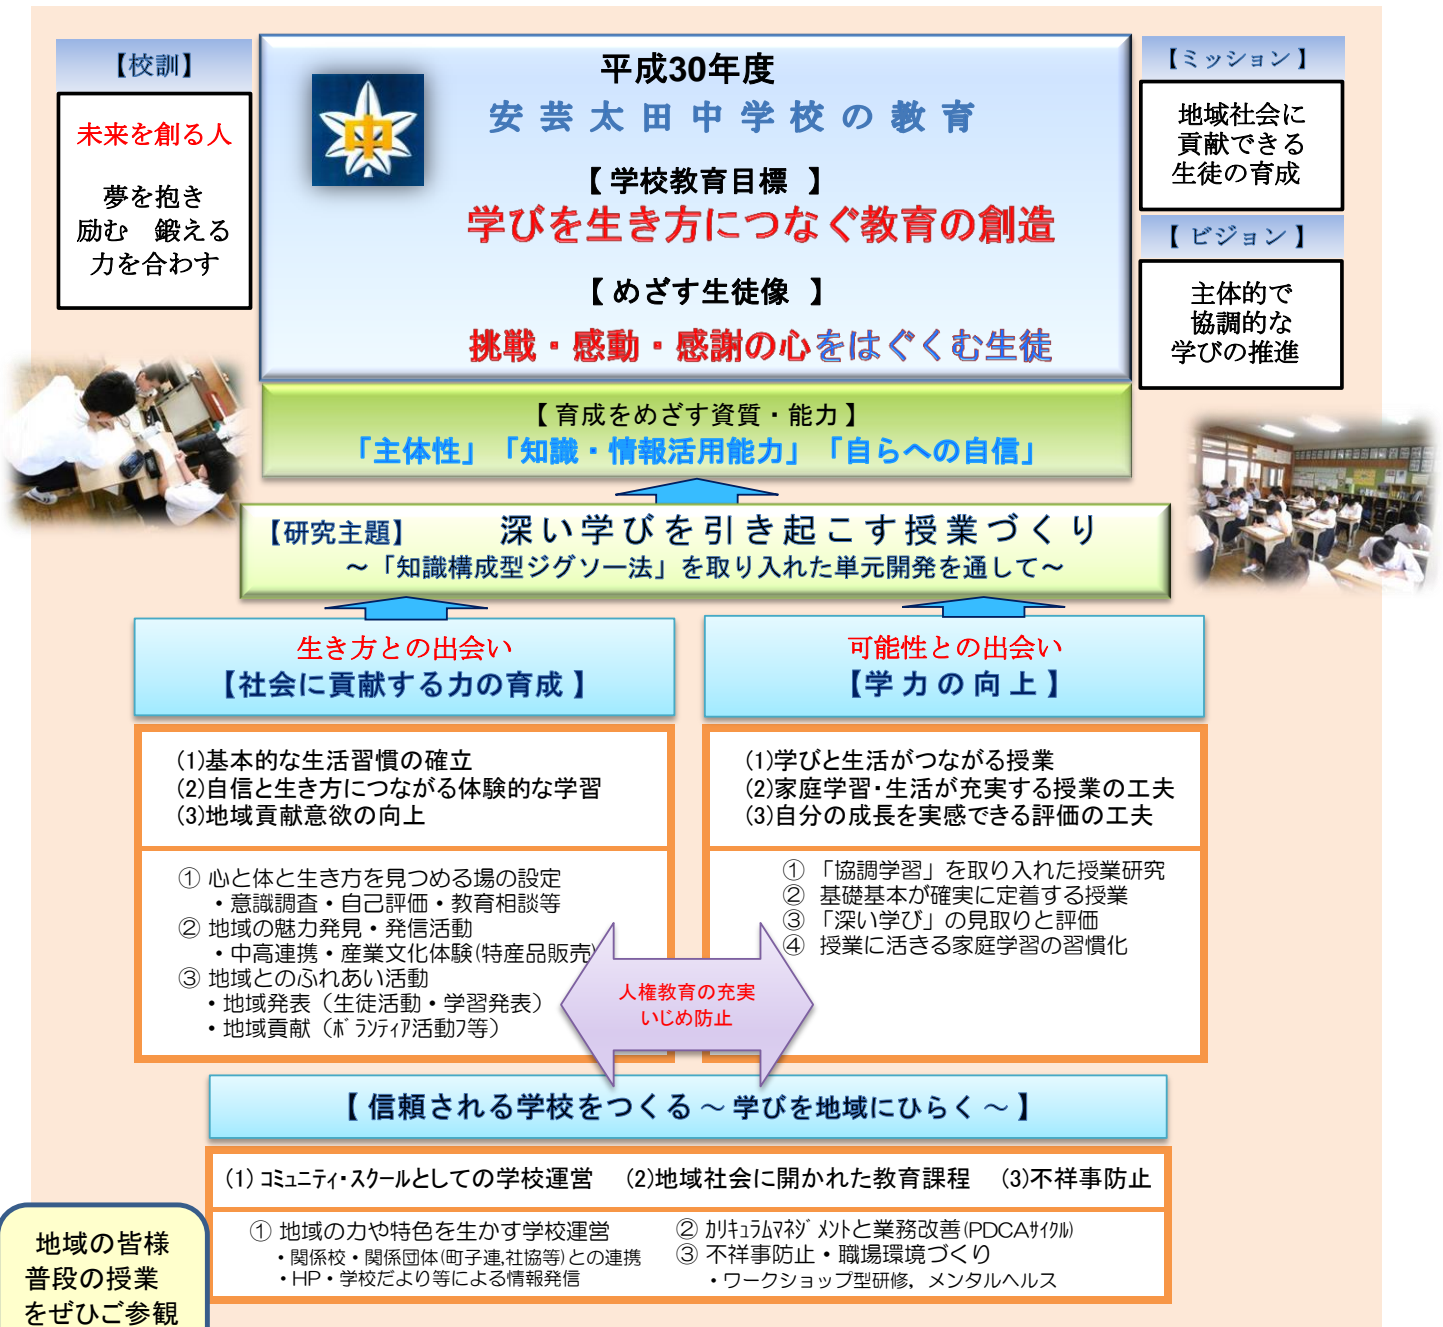 【校訓】
未来を創る人
夢を抱き
励む　鍛える
力を合わす
中
平成30年度
安芸太田中学校の教育
【 学校教育目標 】
学びを生き方につなぐ教育の創造
【 めざす生徒像 】
挑戦・感動・感謝の心をはぐくむ生徒
【ミッション】
地域社会に
貢献できる
生徒の育成
【 ビジョン 】
主体的で
協調的な
学びの推進
【 育成をめざす資質・能力 】
「主体性」「知識・情報活用能力」「自らへの自信」
【研究主題】　深い学びを引き起こす授業づくり
～「知識構成型ジグソー法」を取り入れた単元開発を通して～
生き方との出会い
【社会に貢献する力の育成 】
(1)基本的な生活習慣の確立
(2)自信と生き方につながる体験的な学習
(3)地域貢献意欲の向上
① 心と体と生き方を見つめる場の設定
・意識調査・自己評価・教育相談等
② 地域の魅力発見・発信活動
・中高連携・産業文化体験(特産品販売)
③ 地域とのふれあい活動
・地域発表（生徒活動・学習発表）
・地域貢献（ﾎﾞﾗﾝﾃｨｱ活動ﾌ等）
可能性との出会い
【学 力 の 向 上 】
(1)学びと生活がつながる授業
(2)家庭学習・生活が充実する授業の工夫
(3)自分の成長を実感できる評価の工夫
① 「協調学習」を取り入れた授業研究
② 基礎基本が確実に定着する授業
③ 「深い学び」の見取りと評価
④ 授業に活きる家庭学習の習慣化
人権教育の充実
いじめ防止
【 信頼される学校をつくる ～ 学びを地域にひらく ～ 】
(1) ｺﾐｭﾆﾃｨ・ｽｸｰﾙとしての学校運営　(2)地域社会に開かれた教育課程　(3)不祥事防止
① 地域の力や特色を生かす学校運営
・関係校・関係団体(町子連,社協等)との連携
・HP・学校だより等による情報発信
② ｶﾘｷｭﾗﾑﾏﾈｼﾞﾒﾝﾄと業務改善(PDCAｻｲｸﾙ)
③ 不祥事防止・職場環境づくり
・ワークショップ型研修，メンタルヘルス
地域の皆様
普段の授業
をぜひご参観